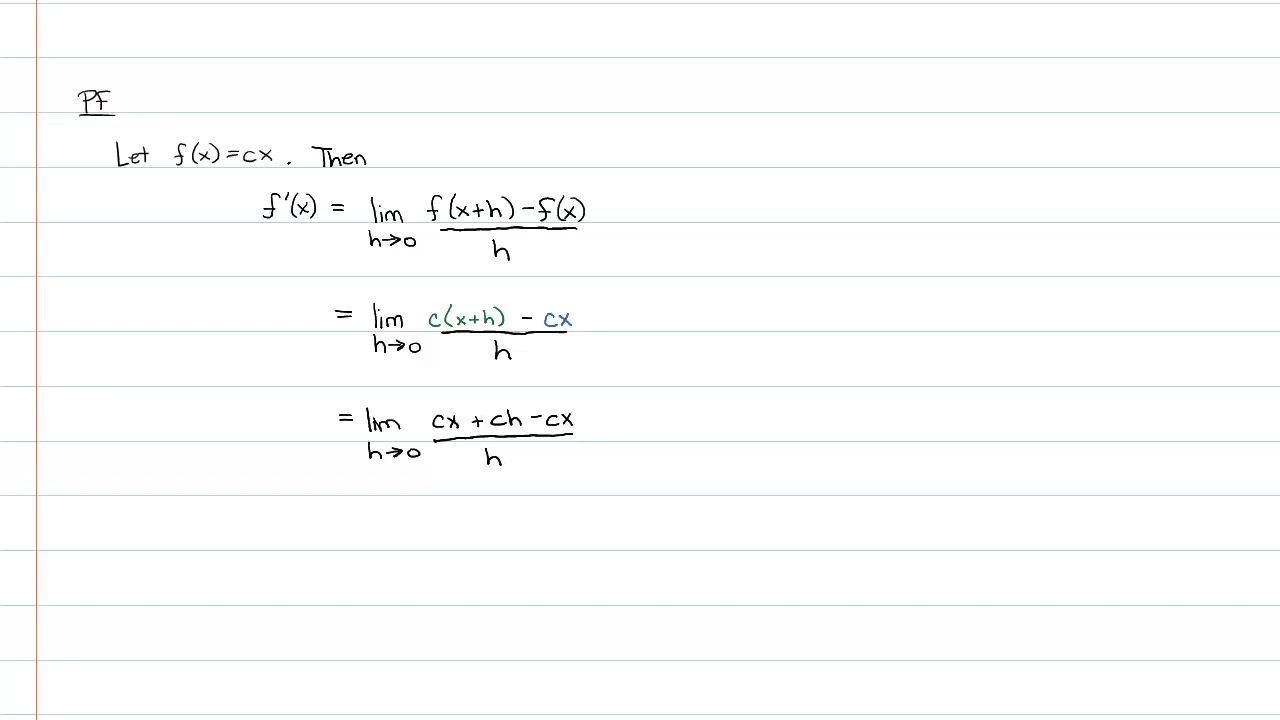 PF
Let f(x) = cx. Then
f'(x) = lim h→0 f(x+h) - f(x) / h
= lim h→0 c(x+h) - cx / h
= lim h→0 cx + ch - cx / h